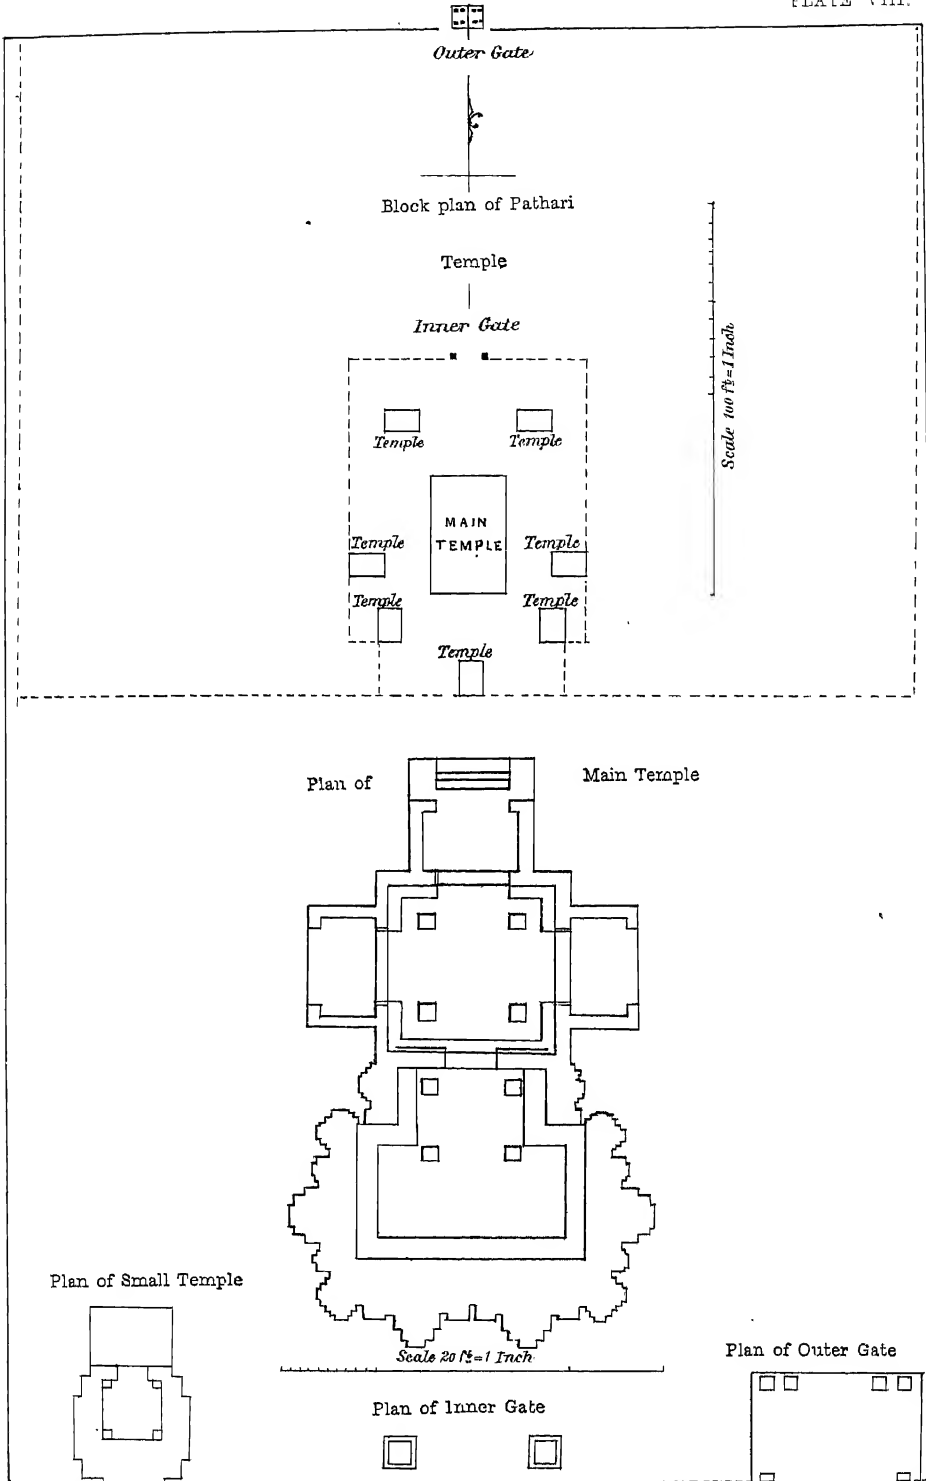 PLATE VIII.
Outer Gate
Block plan of Pathari
Temple
Inner Gate
Scale 100 ft = 1 Inch
Temple
Temple
MAIN
TEMPLE
Temple
Temple
Temple
Temple
Temple
Plan of Main Temple
Plan of Small Temple
Scale 20 ft = 1 Inch
Plan of Outer Gate
Plan of Inner Gate